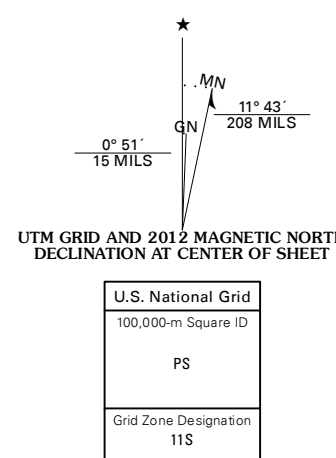 ★
MN
GN
11° 43´
208 MILS
0° 51´
15 MILS
UTM GRID AND 2012 MAGNETIC NORT
DECLINATION AT CENTER OF SHEET
U.S. National Grid
100,000-m Square ID
PS
Grid Zone Designation
11S